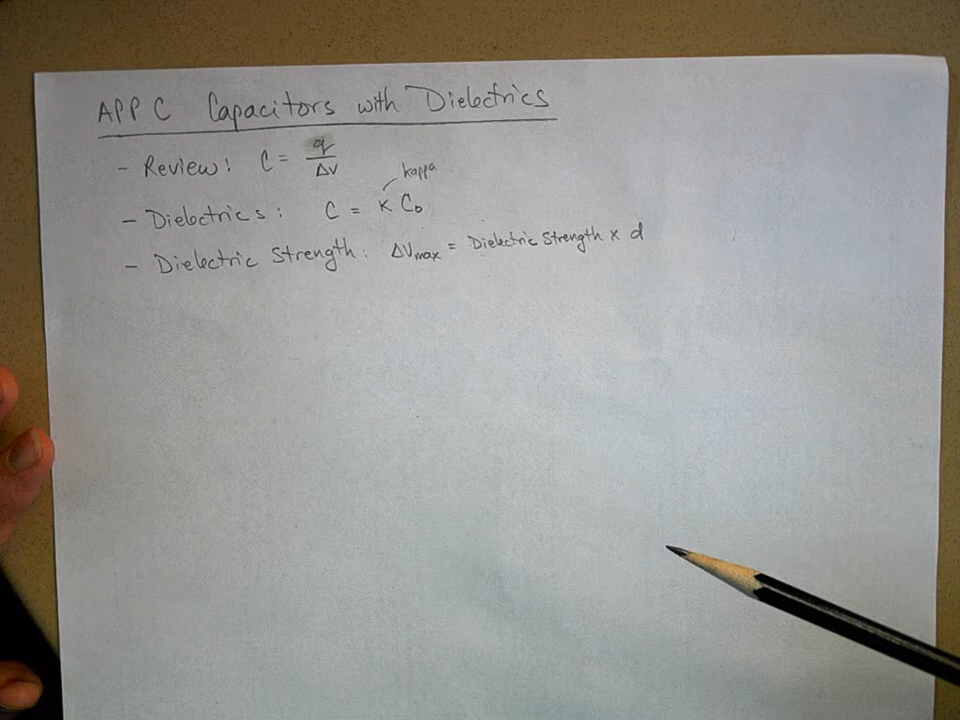 APP C Capacitors with Dielectrics
- Review: C = q/ΔV
kappa
- Dielectrics: C = κ C₀
- Dielectric Strength: ΔVmax = Dielectric Strength × d